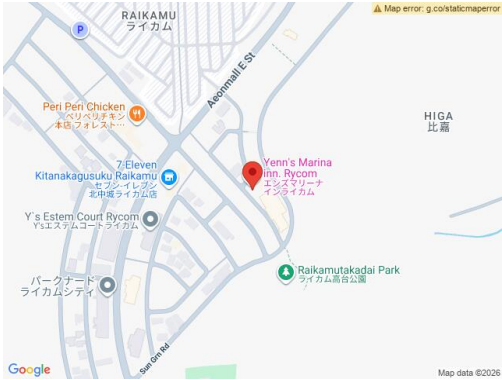 Map error: g.co/staticmaperror
RAIKAMU
ライカム
P
Aeonmall E St
Peri Peri Chicken
ペリペリチキン
本店·フォレスト…
HIGA
比嘉
7-Eleven
Kitanakagusuku Raikamu
セブン-イレブン
北中城ライカム店
Yenn's Marina
inn. Rycom
エンズマリーナ
インライカム
Y`s Estem Court Rycom
Y'sエステムコートライカム
Raikamutakadai Park
ライカム高台公園
パークナード
ライカムシティ
Sun Grn Rd
Google
Map data ©2026